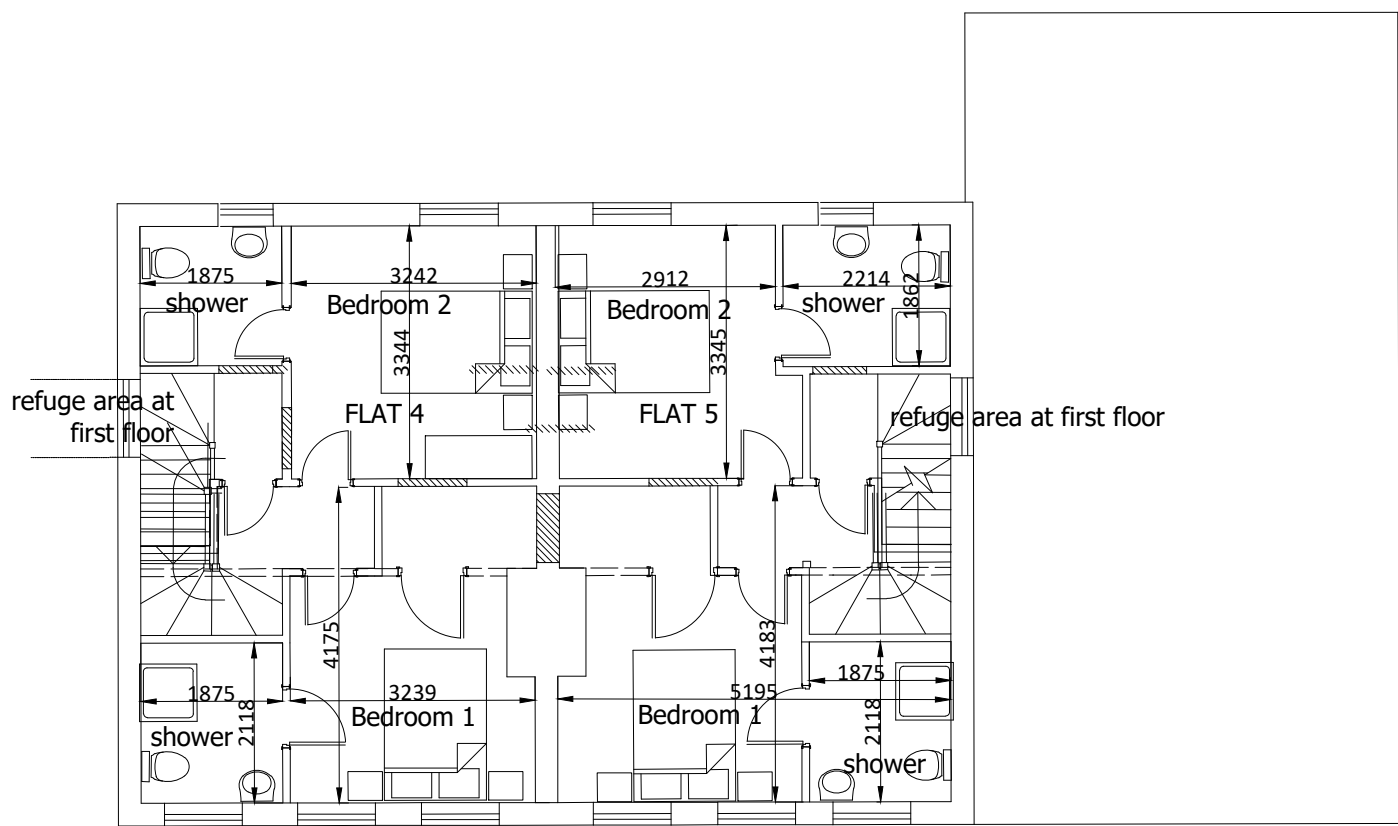 1875
shower
3242
Bedroom 2
3344
FLAT 4
2912
Bedroom 2
3345
FLAT 5
2214
shower
1862
refuge area at
first floor
refuge area at first floor
4175
3239
Bedroom 1
1875
shower
2118
5195
Bedroom 1
4183
1875
shower
2118